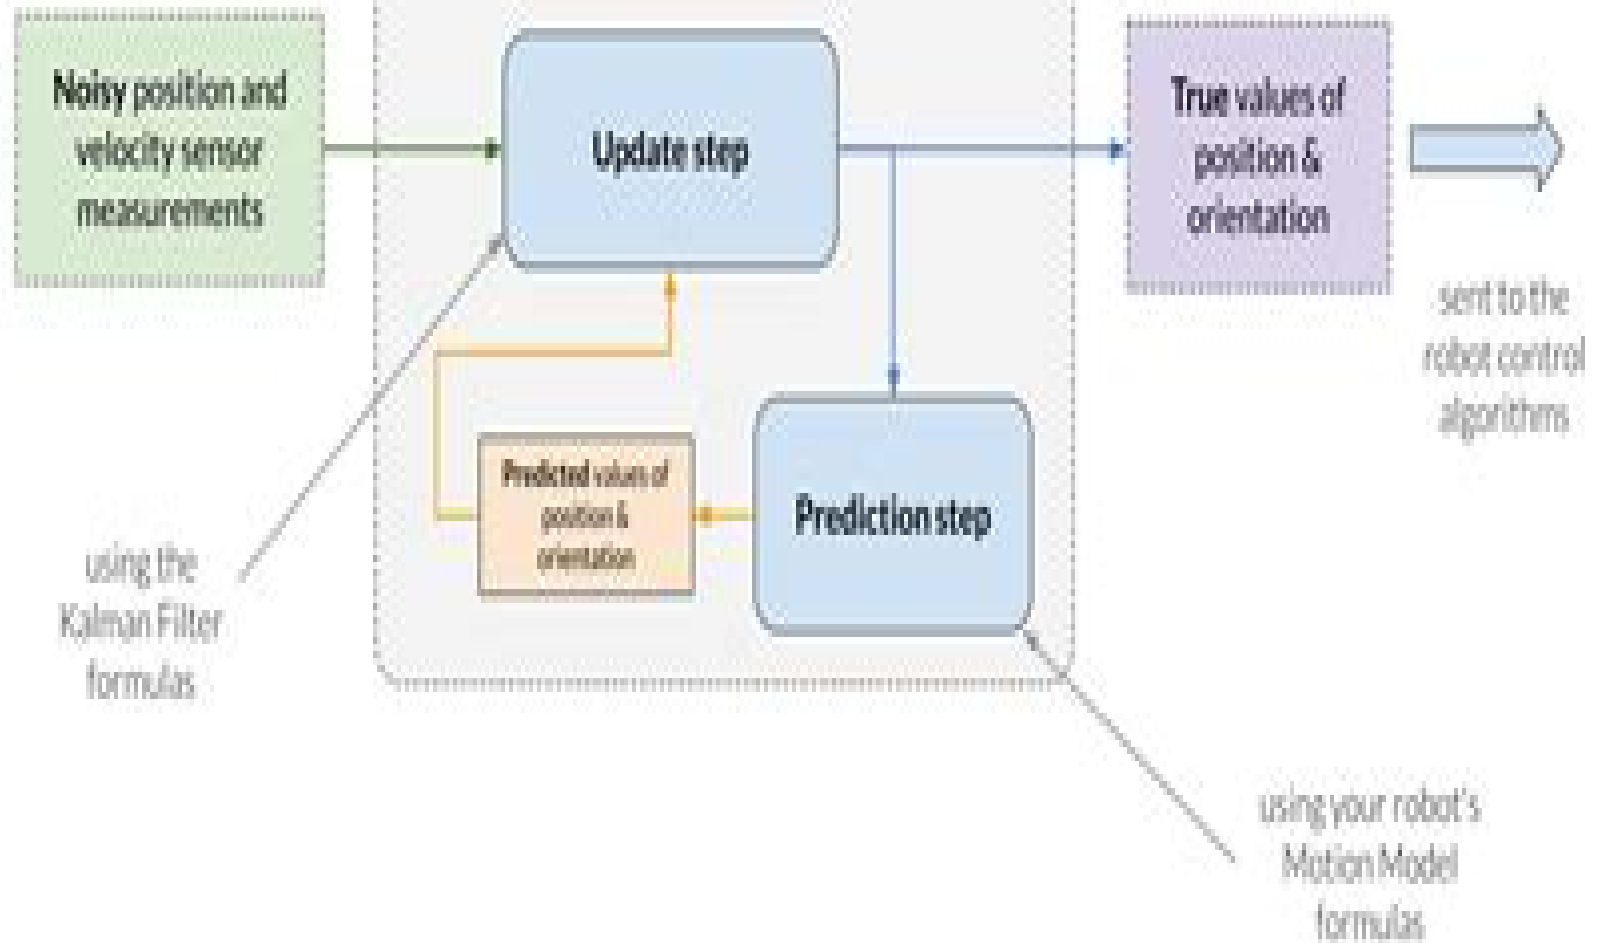 Noisy position and
velocity sensor
measurements
Update step
True values of
position &
orientation
sent to the
robot control
algorithms
Predicted values of
position &
orientation
Prediction step
using the
Kalman Filter
formulas
using your robot's
Motion Model
formulas